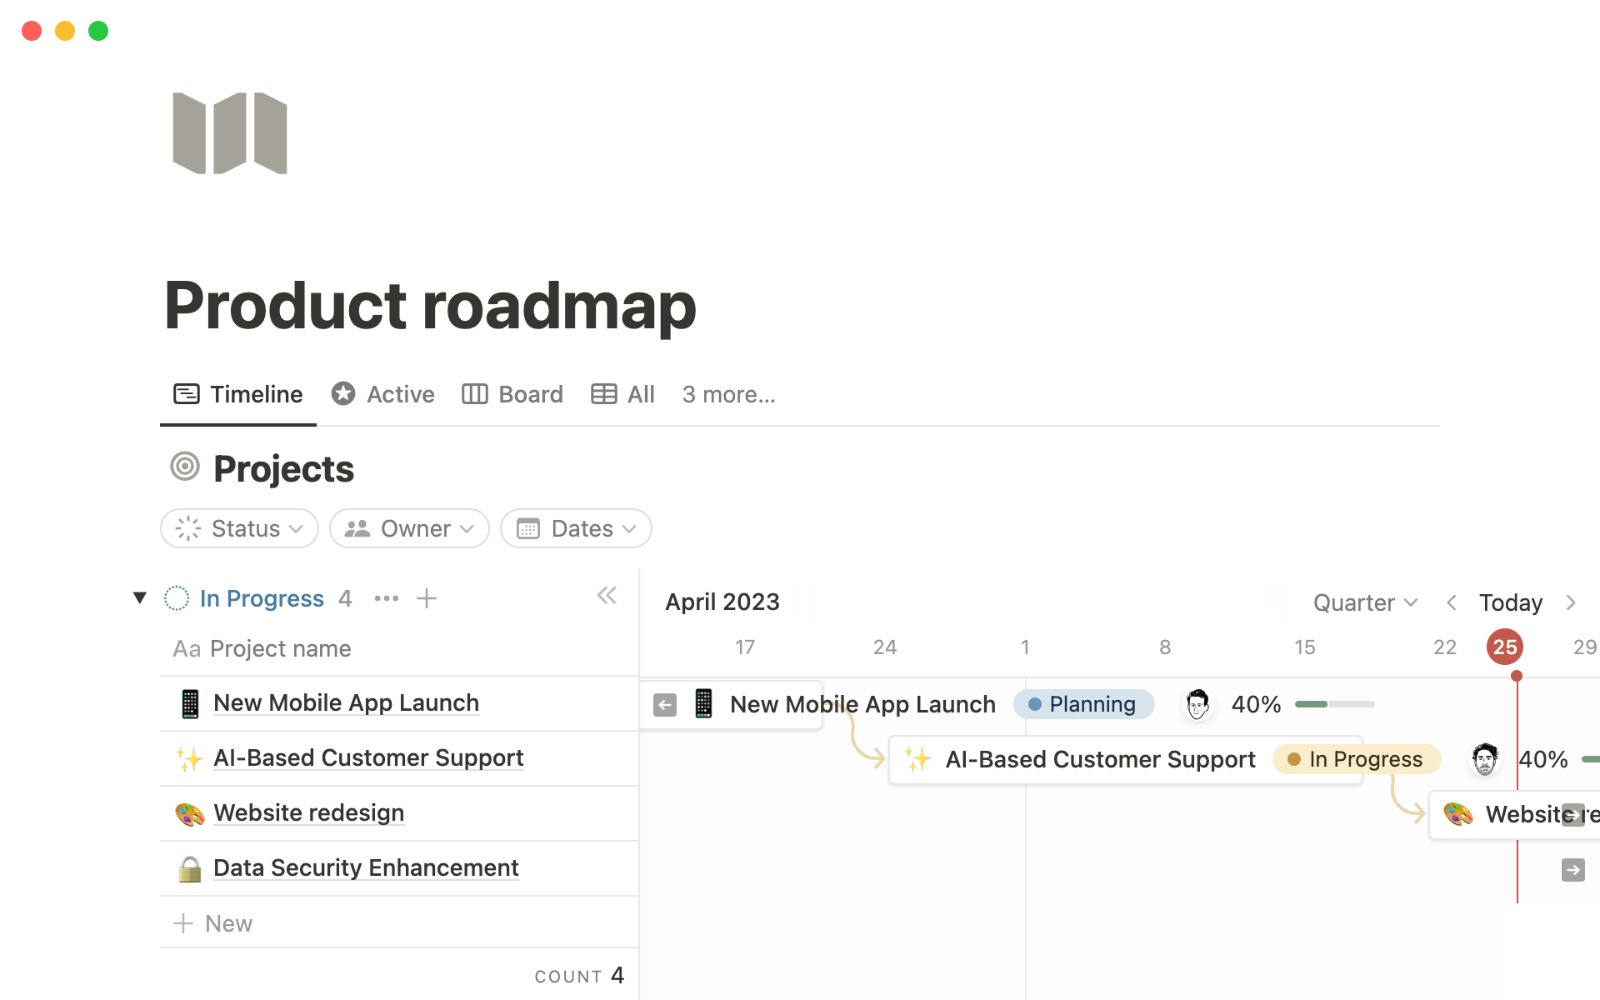 Product roadmap
Timeline Active Board All 3 more...
Projects
Status Owner Dates
In Progress 4
April 2023 Quarter Today
Aa Project name
17 24 1 8 15 22 25 29
New Mobile App Launch
New Mobile App Launch Planning 40%
AI-Based Customer Support
AI-Based Customer Support In Progress 40%
Website redesign
Website re
Data Security Enhancement
New
COUNT 4